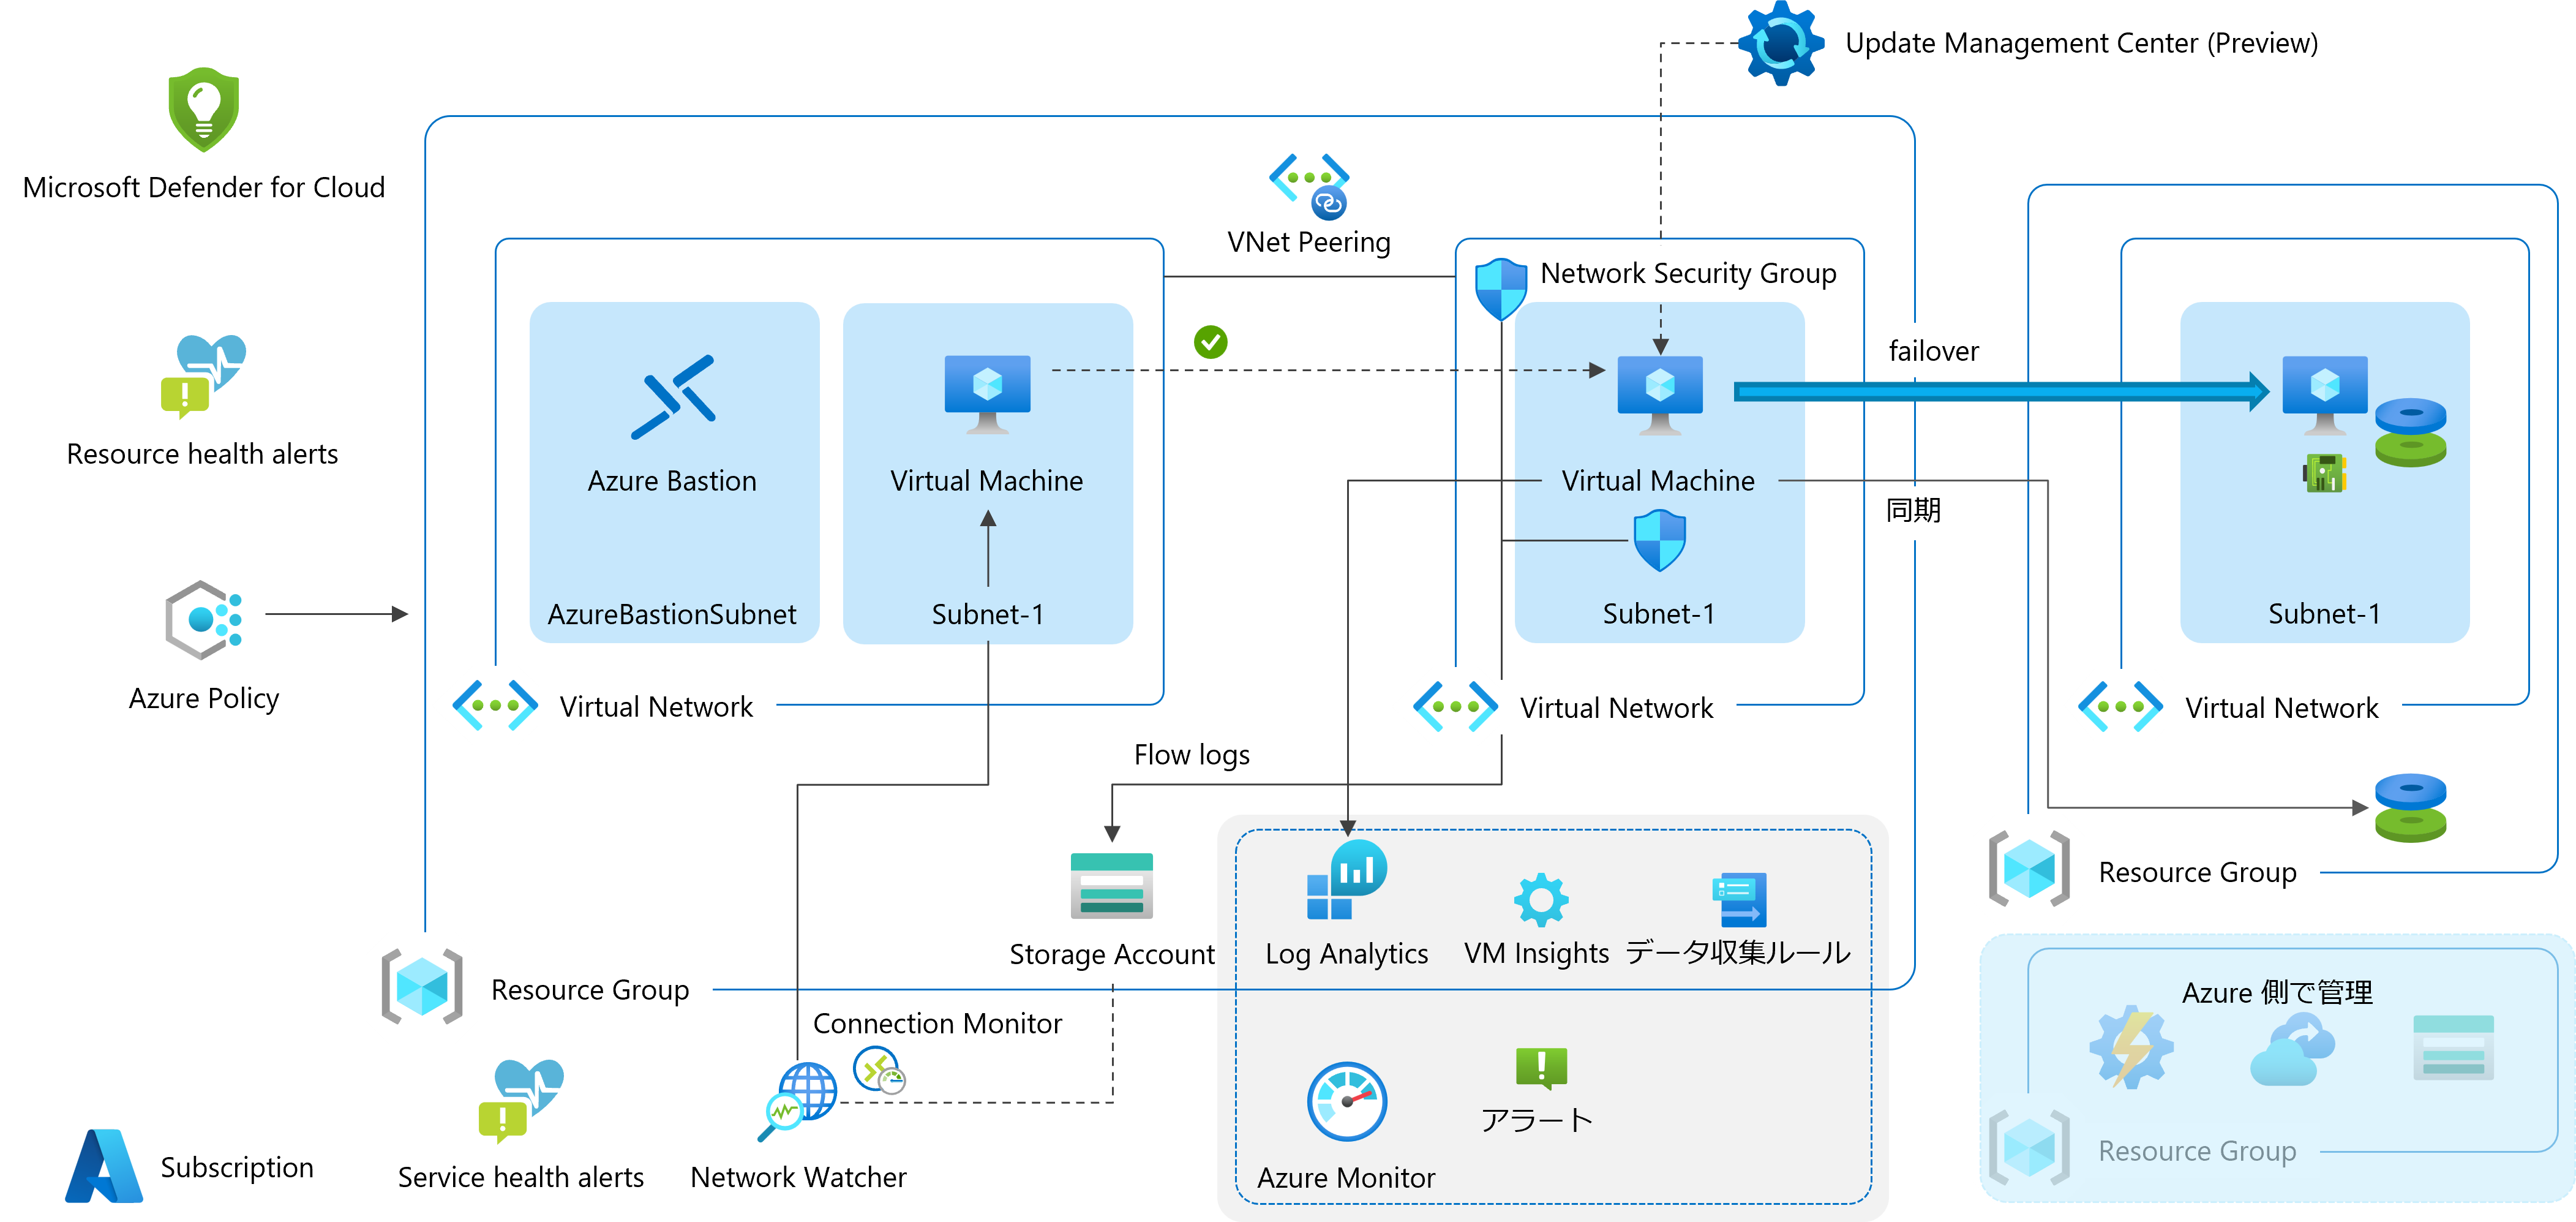 Update Management Center (Preview)
Microsoft Defender for Cloud
VNet Peering
Network Security Group
failover
Resource health alerts
Azure Bastion
Virtual Machine
Virtual Machine
同期
AzureBastionSubnet
Subnet-1
Subnet-1
Subnet-1
Azure Policy
Virtual Network
Virtual Network
Virtual Network
Flow logs
Resource Group
Storage Account
Log Analytics
VM Insights
データ収集ルール
Resource Group
Azure 側で管理
Connection Monitor
アラート
Resource Group
Subscription
Service health alerts
Network Watcher
Azure Monitor